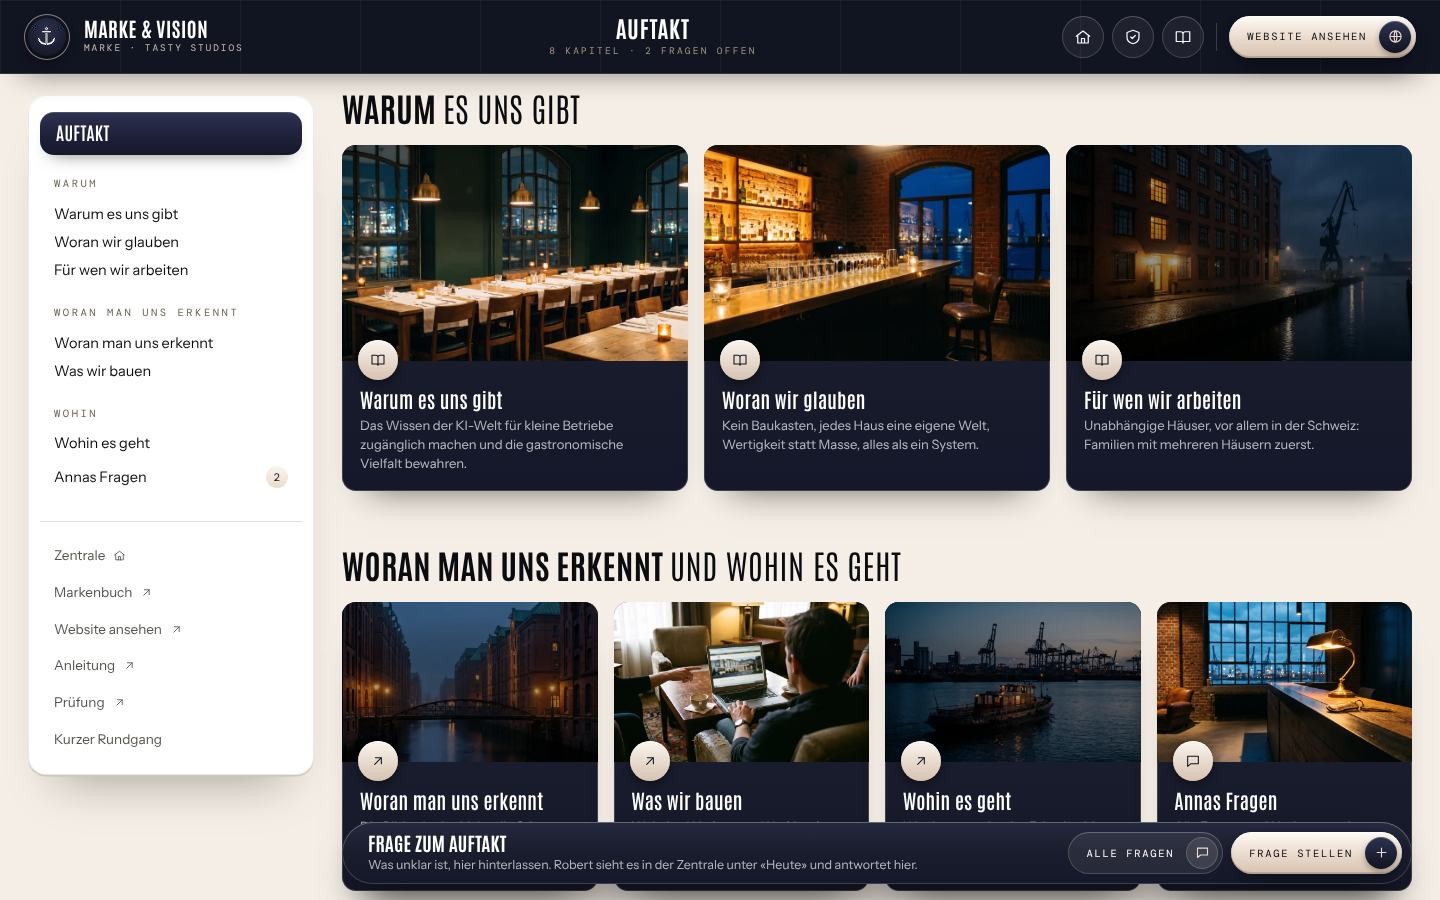 MARKE & VISION
MARKE · TASTY STUDIOS
AUFTAKT
8 KAPITEL · 2 FRAGEN OFFEN
WEBSITE ANSEHEN
AUFTAKT
WARUM
Warum es uns gibt
Woran wir glauben
Für wen wir arbeiten
WORAN MAN UNS ERKENNT
Woran man uns erkennt
Was wir bauen
WOHIN
Wohin es geht
Annas Fragen
2
Zentrale
Markenbuch
Website ansehen
Anleitung
Prüfung
Kurzer Rundgang
WARUM ES UNS GIBT
Warum es uns gibt
Das Wissen der KI-Welt für kleine Betriebe
zugänglich machen und die gastronomische
Vielfalt bewahren.
Woran wir glauben
Kein Baukasten, jedes Haus eine eigene Welt,
Wertigkeit statt Masse, alles als ein System.
Für wen wir arbeiten
Unabhängige Häuser, vor allem in der Schweiz:
Familien mit mehreren Häusern zuerst.
WORAN MAN UNS ERKENNT UND WOHIN ES GEHT
Woran man uns erkennt
Was wir bauen
Wohin es geht
Annas Fragen
FRAGE ZUM AUFTAKT
Was unklar ist, hier hinterlassen. Robert sieht es in der Zentrale unter «Heute» und antwortet hier.
ALLE FRAGEN
FRAGE STELLEN